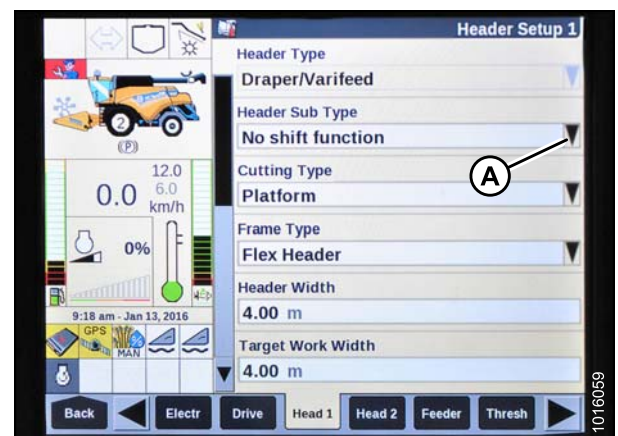 Header Setup 1
Header Type
Draper/Varifeed
Header Sub Type
No shift function
A
Cutting Type
Platform
Frame Type
Flex Header
Header Width
4.00 m
Target Work Width
4.00 m
2
(P)
12.0
0.0 6.0
km/h
0%
9:18 am - Jan 13, 2016
GPS
MAN
Back
Electr
Drive
Head 1
Head 2
Feeder
Thresh
1016059